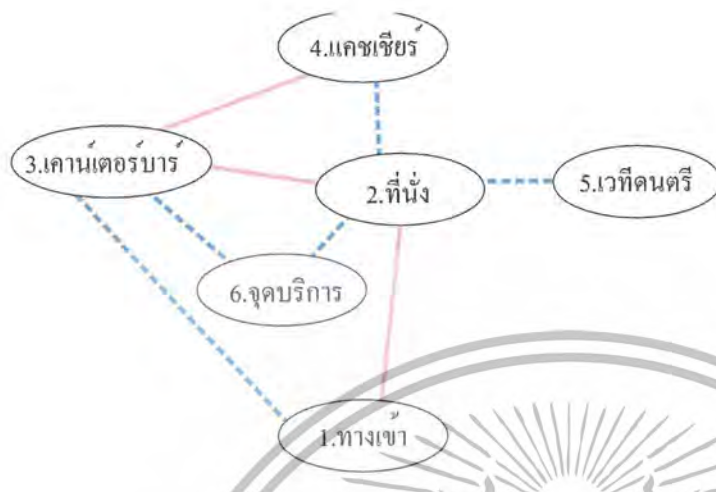 4.แคชเชียร์
3.เคาน์เตอร์บาร์
2.ที่นั่ง
5.เวทีดนตรี
6.จุดบริการ
1.ทางเข้า